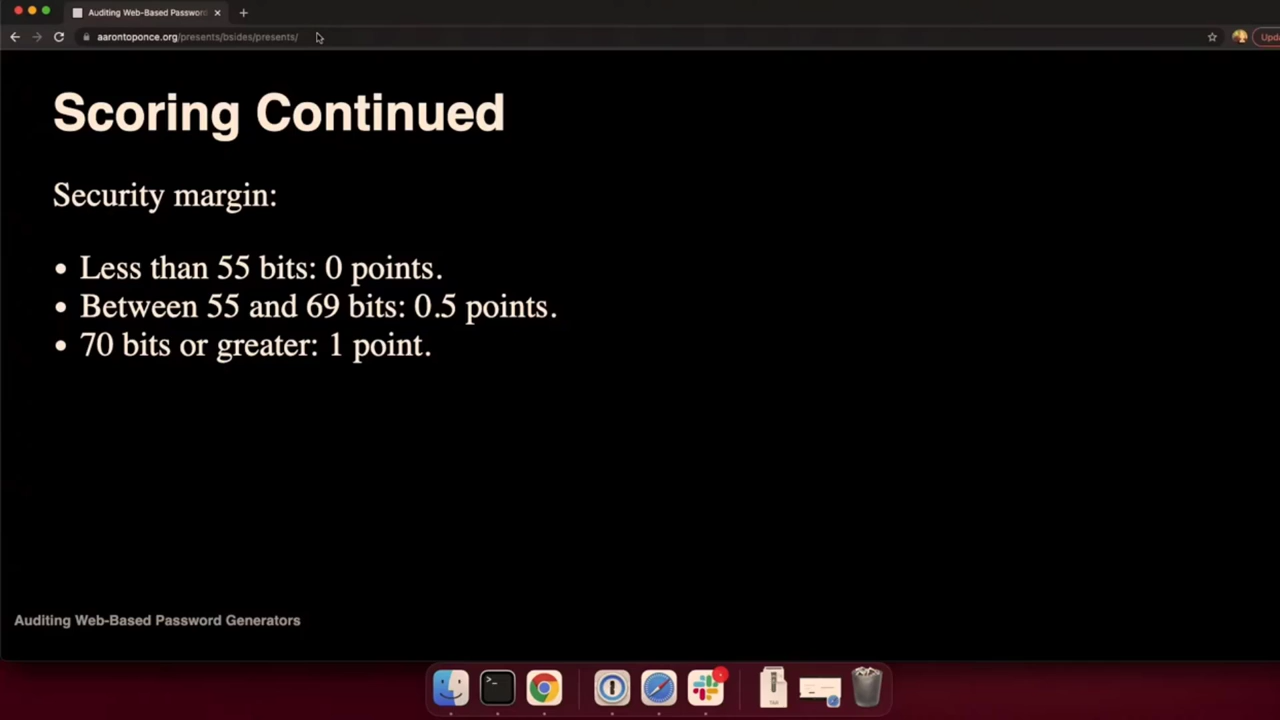 Auditing Web-Based Passwor
aarontoponce.org/presents/bsides/presents/
Upda
Scoring Continued
Security margin:
• Less than 55 bits: 0 points.
• Between 55 and 69 bits: 0.5 points.
• 70 bits or greater: 1 point.
Auditing Web-Based Password Generators